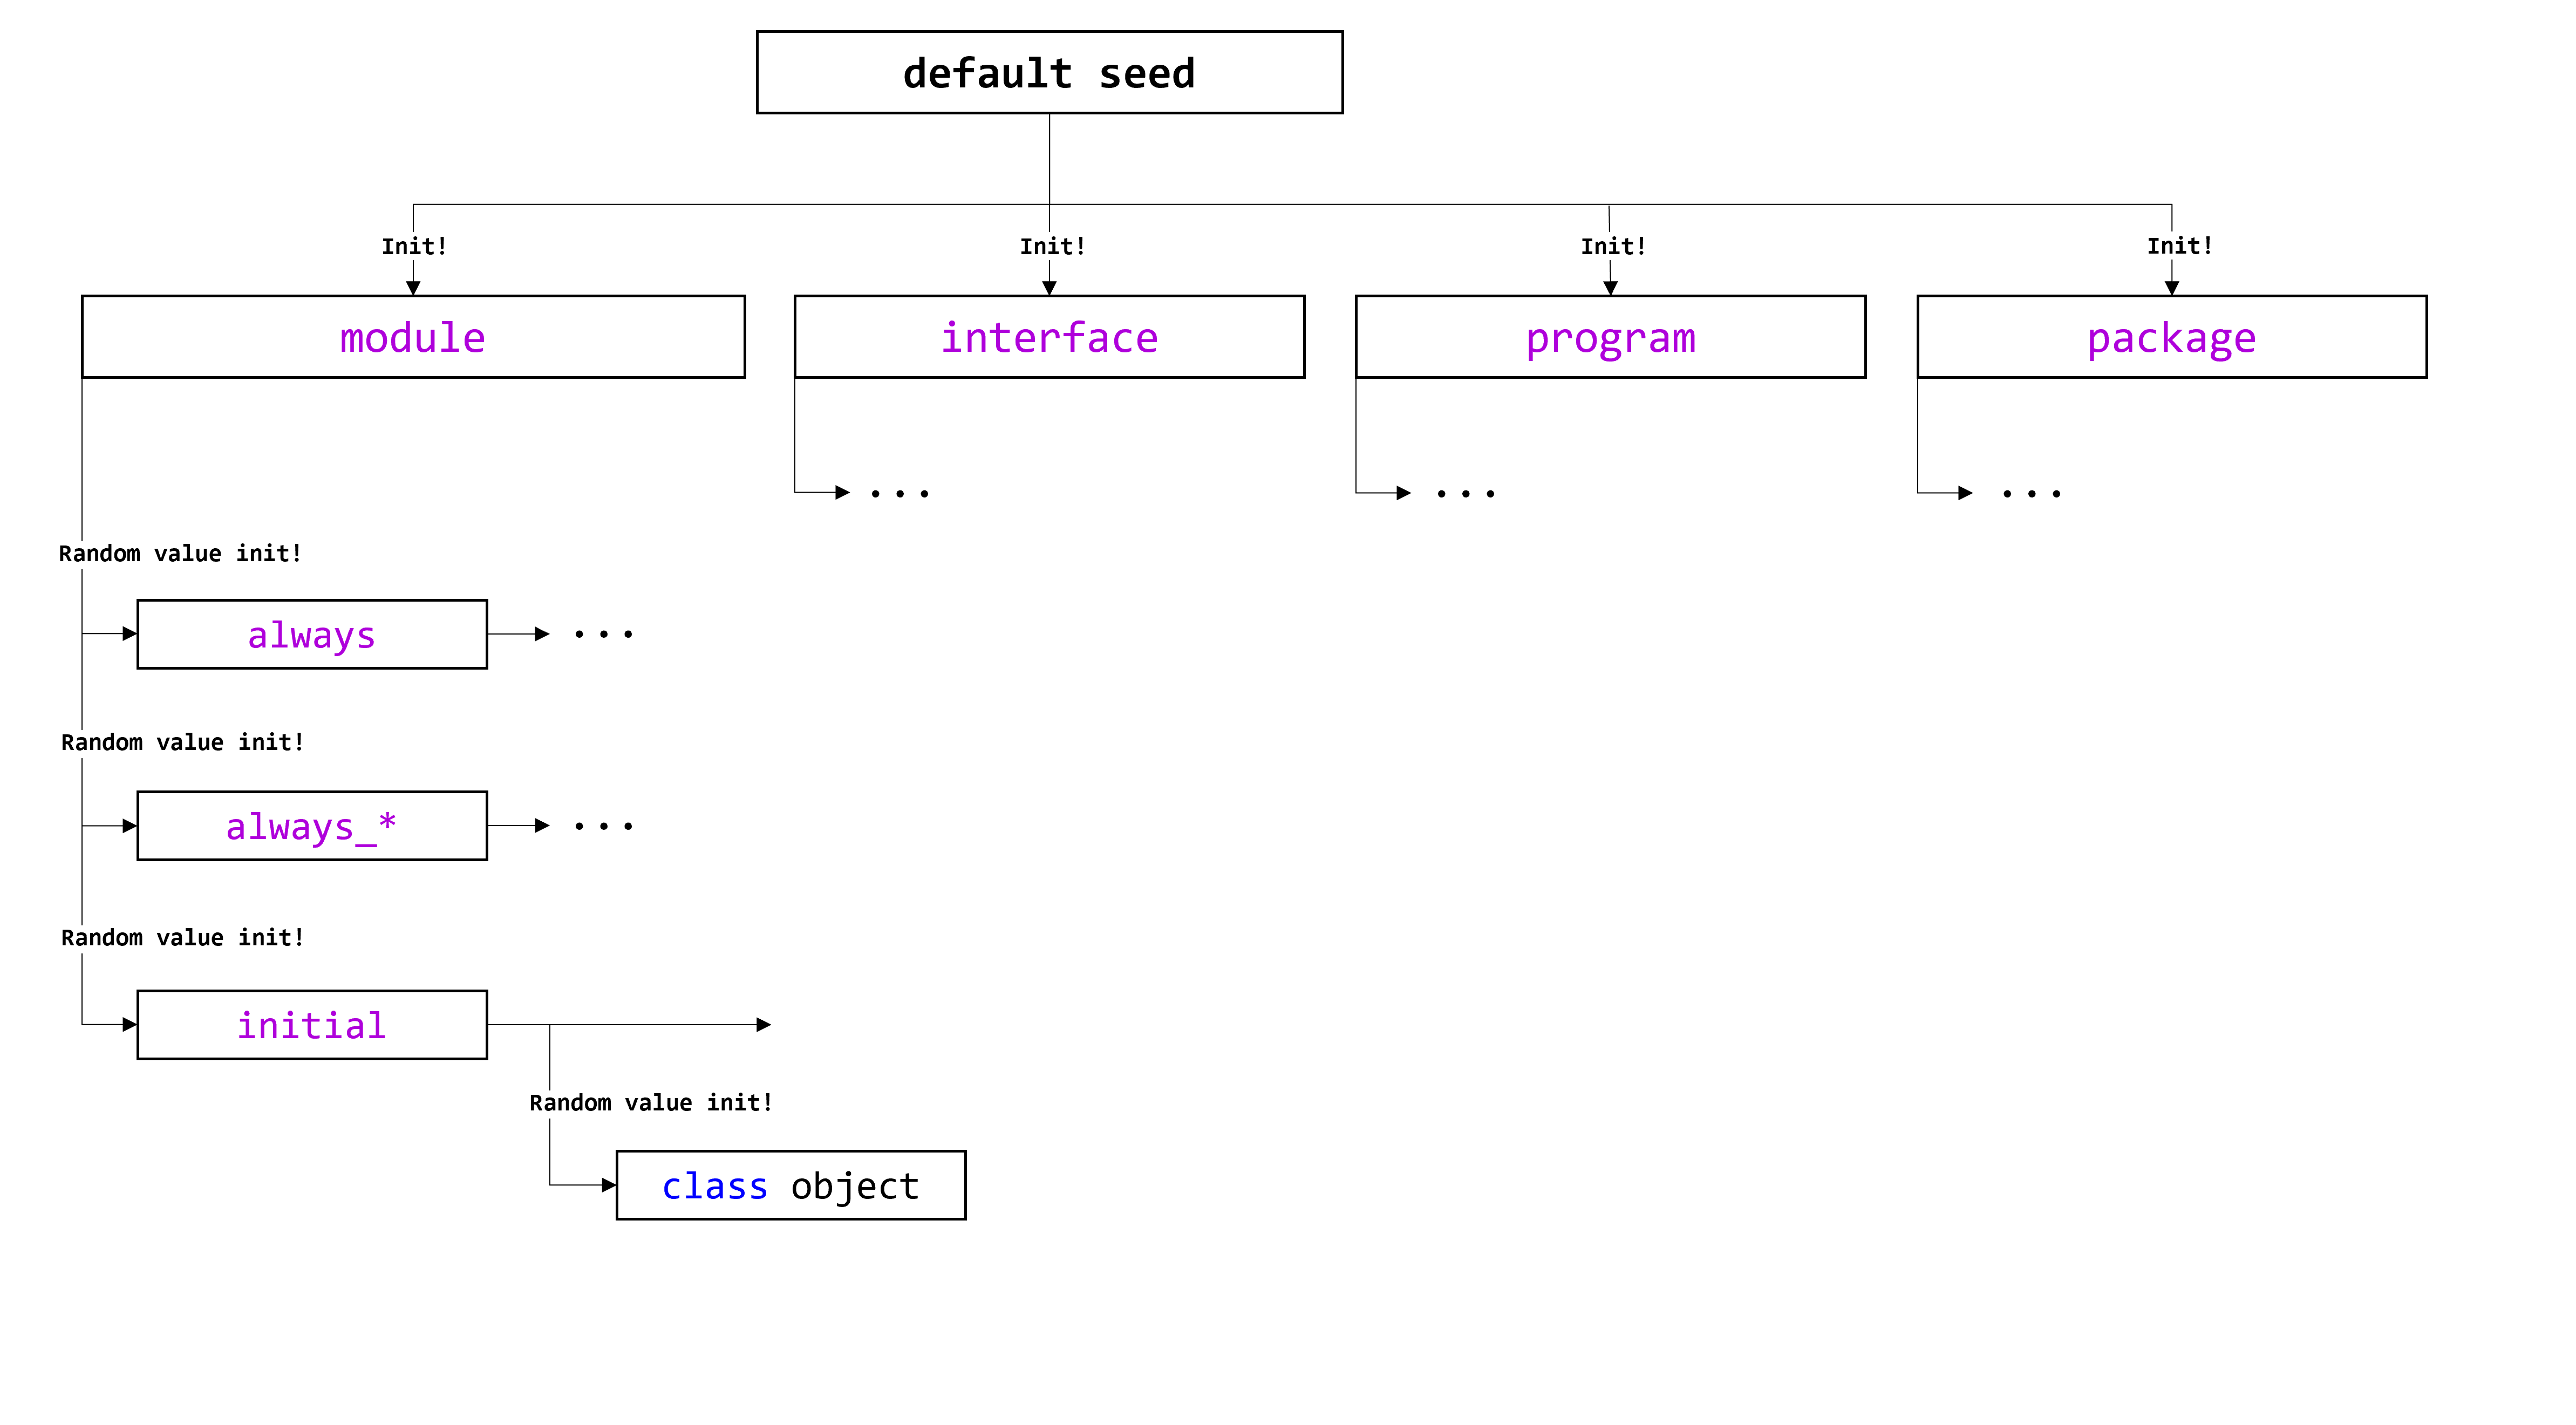 default seed
Init! Init! Init! Init!
module interface program package
... ... ...
Random value init!
always ...
Random value init!
always_* ...
Random value init!
initial
Random value init!
class object